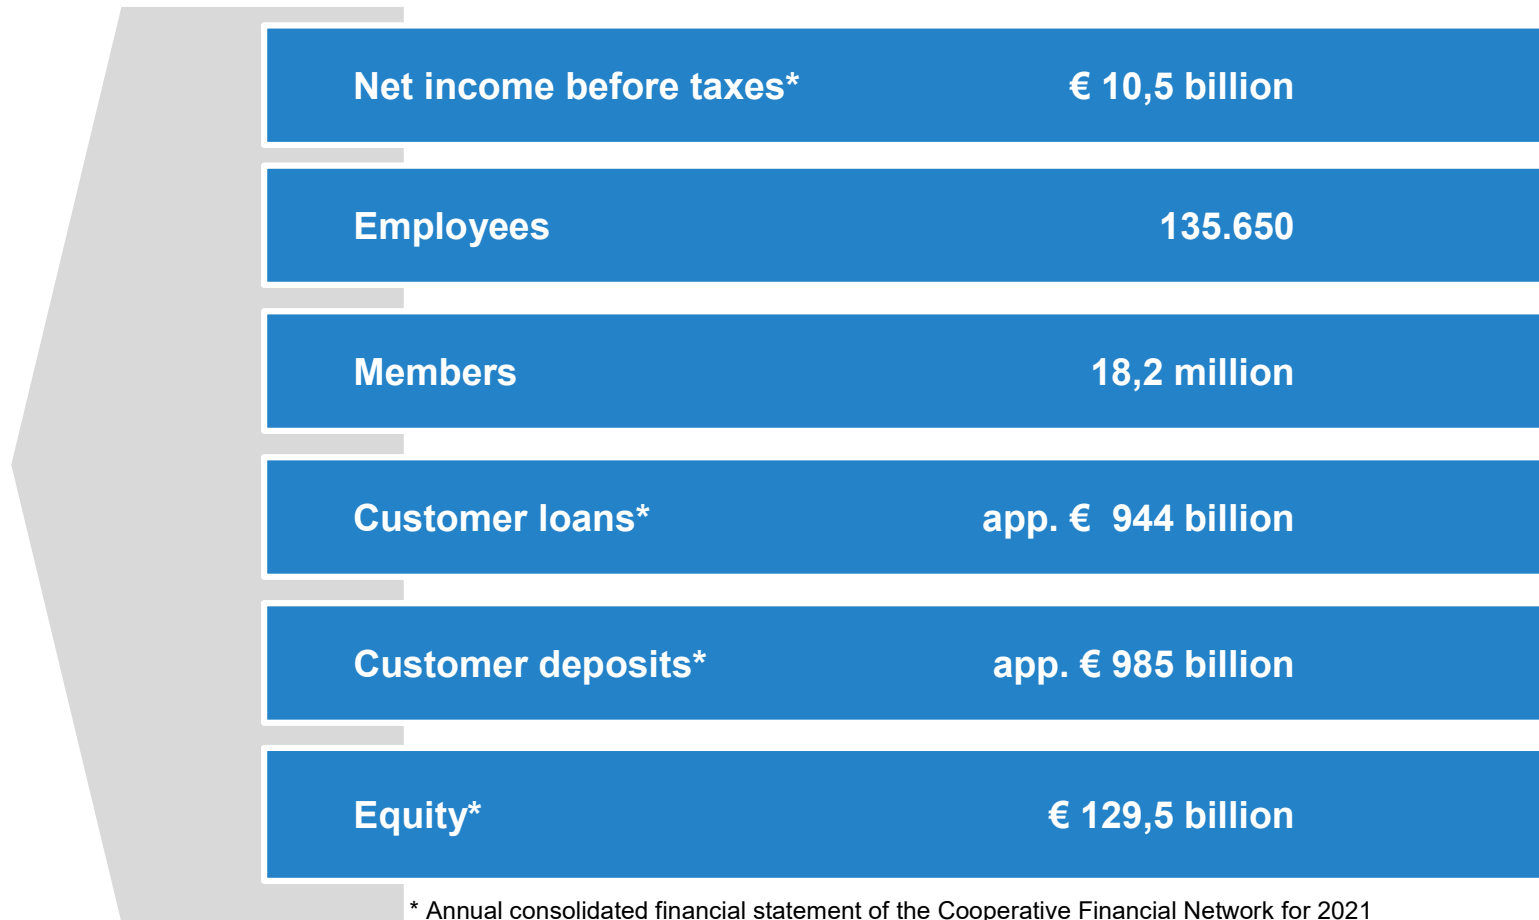 Net income before taxes* € 10,5 billion
Employees 135.650
Members 18,2 million
Customer loans* app. €  944 billion
Customer deposits* app. € 985 billion
Equity* € 129,5 billion
* Annual consolidated financial statement of the Cooperative Financial Network for 2021